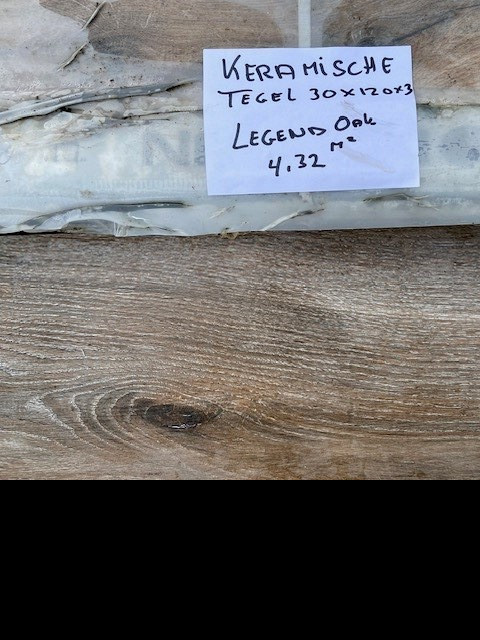 KERAMISCHE
TEGEL 30X120X3
LEGEND OAK
4,32 M²